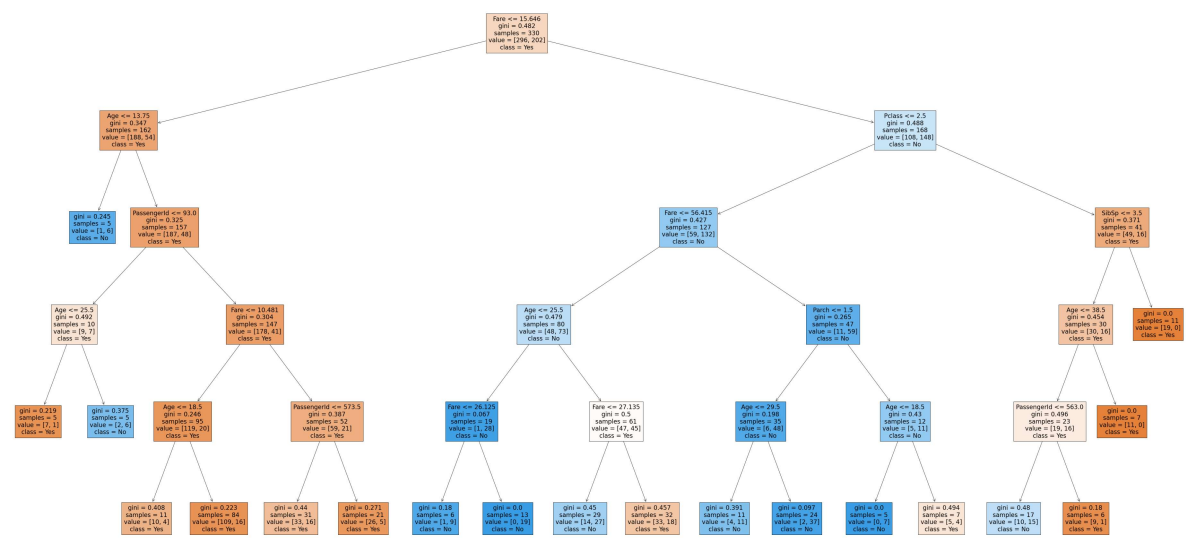 Fare <= 15.646
gini = 0.482
samples = 330
value = [296, 202]
class = Yes
Age <= 13.75
gini = 0.347
samples = 162
value = [188, 54]
class = Yes
Pclass <= 2.5
gini = 0.488
samples = 168
value = [108, 148]
class = No
gini = 0.245
samples = 5
value = [1, 6]
class = No
PassengerId <= 93.0
gini = 0.325
samples = 157
value = [187, 48]
class = Yes
Fare <= 56.415
gini = 0.427
samples = 127
value = [59, 132]
class = No
SibSp <= 3.5
gini = 0.371
samples = 41
value = [49, 16]
class = Yes
Age <= 25.5
gini = 0.492
samples = 10
value = [9, 7]
class = Yes
Fare <= 10.481
gini = 0.304
samples = 147
value = [178, 41]
class = Yes
Age <= 25.5
gini = 0.479
samples = 80
value = [48, 73]
class = No
Parch <= 1.5
gini = 0.265
samples = 47
value = [11, 59]
class = No
Age <= 38.5
gini = 0.454
samples = 30
value = [30, 16]
class = Yes
gini = 0.0
samples = 11
value = [19, 0]
class = Yes
gini = 0.219
samples = 5
value = [7, 1]
class = Yes
gini = 0.375
samples = 5
value = [2, 6]
class = No
Age <= 18.5
gini = 0.246
samples = 95
value = [119, 20]
class = Yes
PassengerId <= 573.5
gini = 0.387
samples = 52
value = [59, 21]
class = Yes
Fare <= 26.125
gini = 0.067
samples = 19
value = [1, 28]
class = No
Fare <= 27.135
gini = 0.5
samples = 61
value = [47, 45]
class = Yes
Age <= 29.5
gini = 0.198
samples = 35
value = [6, 48]
class = No
Age <= 18.5
gini = 0.43
samples = 12
value = [5, 11]
class = No
PassengerId <= 563.0
gini = 0.496
samples = 23
value = [19, 16]
class = Yes
gini = 0.0
samples = 7
value = [11, 0]
class = Yes
gini = 0.408
samples = 11
value = [10, 4]
class = Yes
gini = 0.223
samples = 84
value = [109, 16]
class = Yes
gini = 0.44
samples = 31
value = [33, 16]
class = Yes
gini = 0.271
samples = 21
value = [26, 5]
class = Yes
gini = 0.18
samples = 6
value = [1, 9]
class = No
gini = 0.0
samples = 13
value = [0, 19]
class = No
gini = 0.45
samples = 29
value = [14, 27]
class = No
gini = 0.457
samples = 32
value = [33, 18]
class = Yes
gini = 0.391
samples = 11
value = [4, 11]
class = No
gini = 0.097
samples = 24
value = [2, 37]
class = No
gini = 0.0
samples = 5
value = [0, 7]
class = No
gini = 0.494
samples = 7
value = [5, 4]
class = Yes
gini = 0.48
samples = 17
value = [10, 15]
class = No
gini = 0.18
samples = 6
value = [9, 1]
class = Yes